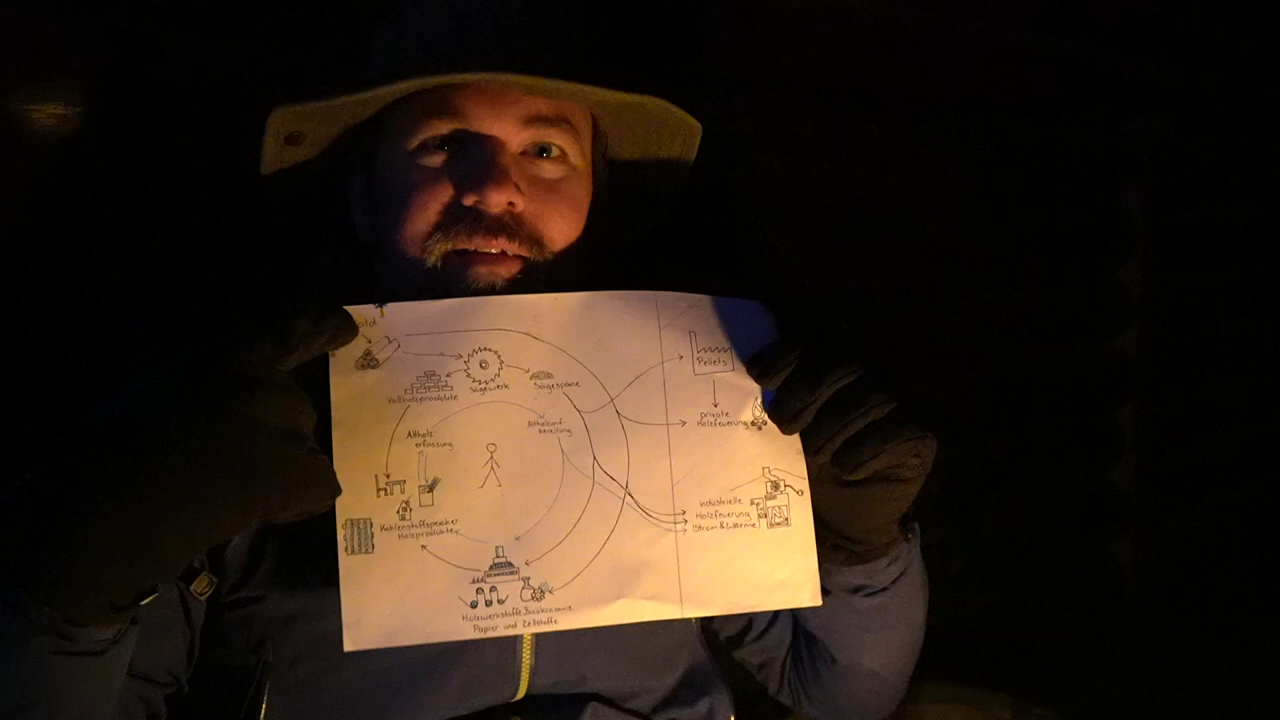 ald
Sägewerk
Sägespäne
Vollholzprodukte
Altholz-
erfassung
Altholzauf-
bereitung
Kohlenstoffspeicher
Holzprodukte
Holzwerkstoffe, Bioökonomie
Papier und Zellstoffe
Pellets
private
Holzfeuerung
industrielle
Holzfeuerung
(Strom & Wärme)